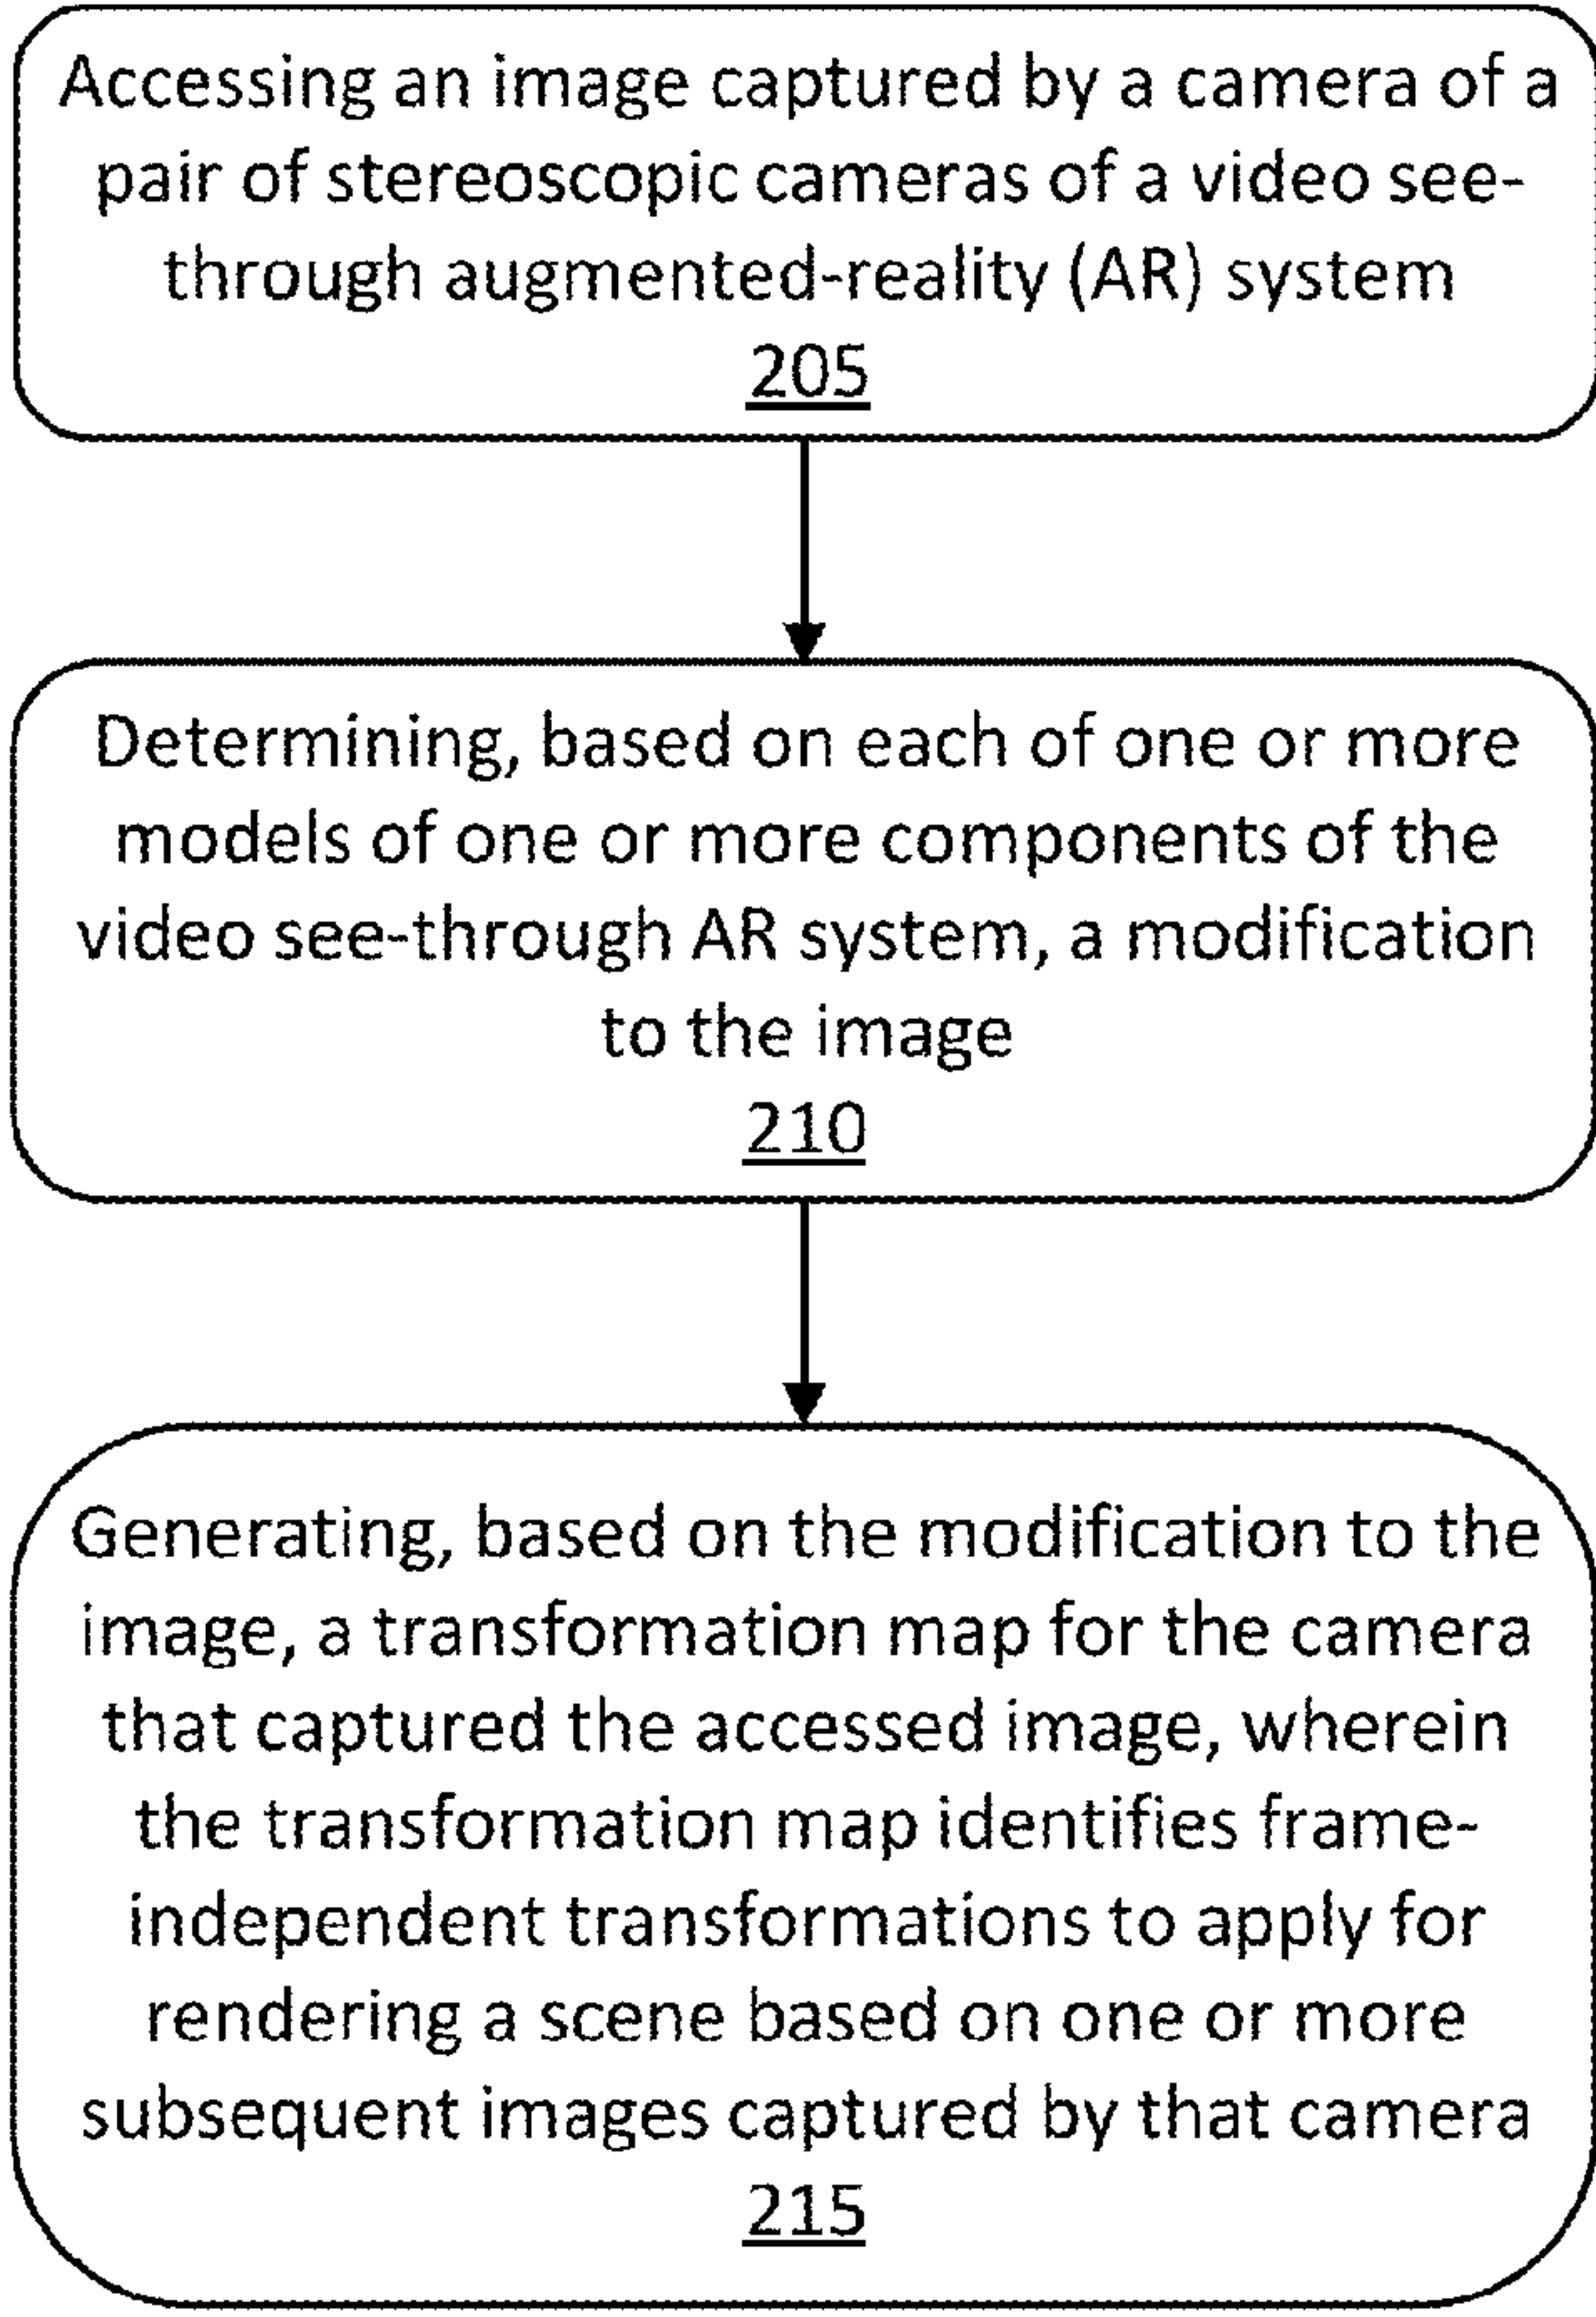 Accessing an image captured by a camera of a
pair of stereoscopic cameras of a video see-
through augmented-reality (AR) system
205
Determining, based on each of one or more
models of one or more components of the
video see-through AR system, a modification
to the image
210
Generating, based on the modification to the
image, a transformation map for the camera
that captured the accessed image, wherein
the transformation map identifies frame-
independent transformations to apply for
rendering a scene based on one or more
subsequent images captured by that camera
215